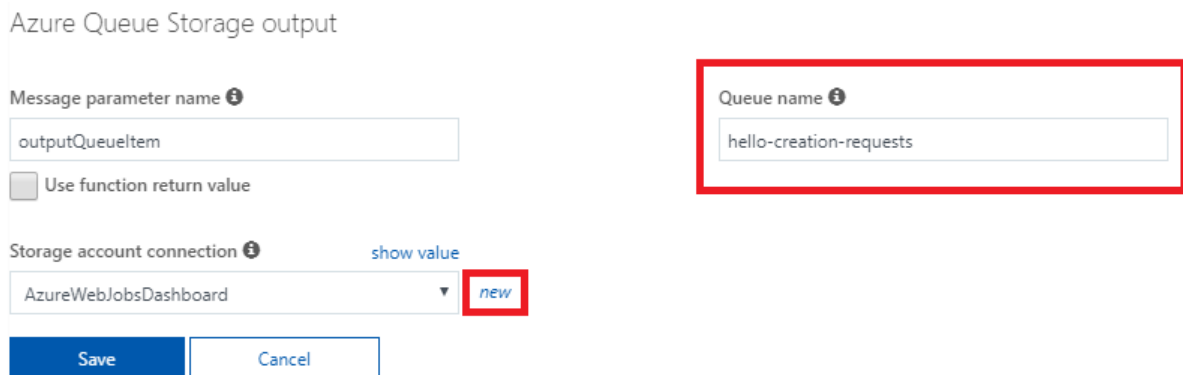 Azure Queue Storage output
Message parameter name
Queue name
outputQueueItem
hello-creation-requests
Use function return value
Storage account connection
show value
AzureWebJobsDashboard
new
Save
Cancel